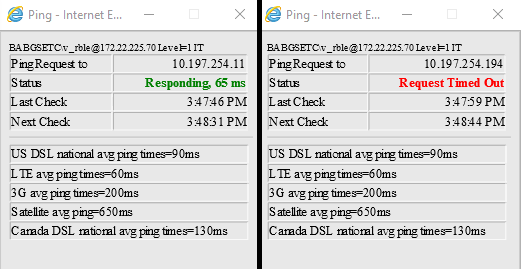 Ping - Internet E...
BABGSETC\v_rble@172.22.225.70 Level=1 IT
Ping Request to 10.197.254.11
Status Responding, 65 ms
Last Check 3:47:46 PM
Next Check 3:48:31 PM
US DSL national avg ping times=90ms
LTE avg ping times=60ms
3G avg ping times=200ms
Satellite avg ping=650ms
Canada DSL national avg ping times=130ms
Ping - Internet E...
BABGSETC\v_rble@172.22.225.70 Level=1 IT
Ping Request to 10.197.254.194
Status Request Timed Out
Last Check 3:47:59 PM
Next Check 3:48:44 PM
US DSL national avg ping times=90ms
LTE avg ping times=60ms
3G avg ping times=200ms
Satellite avg ping=650ms
Canada DSL national avg ping times=130ms